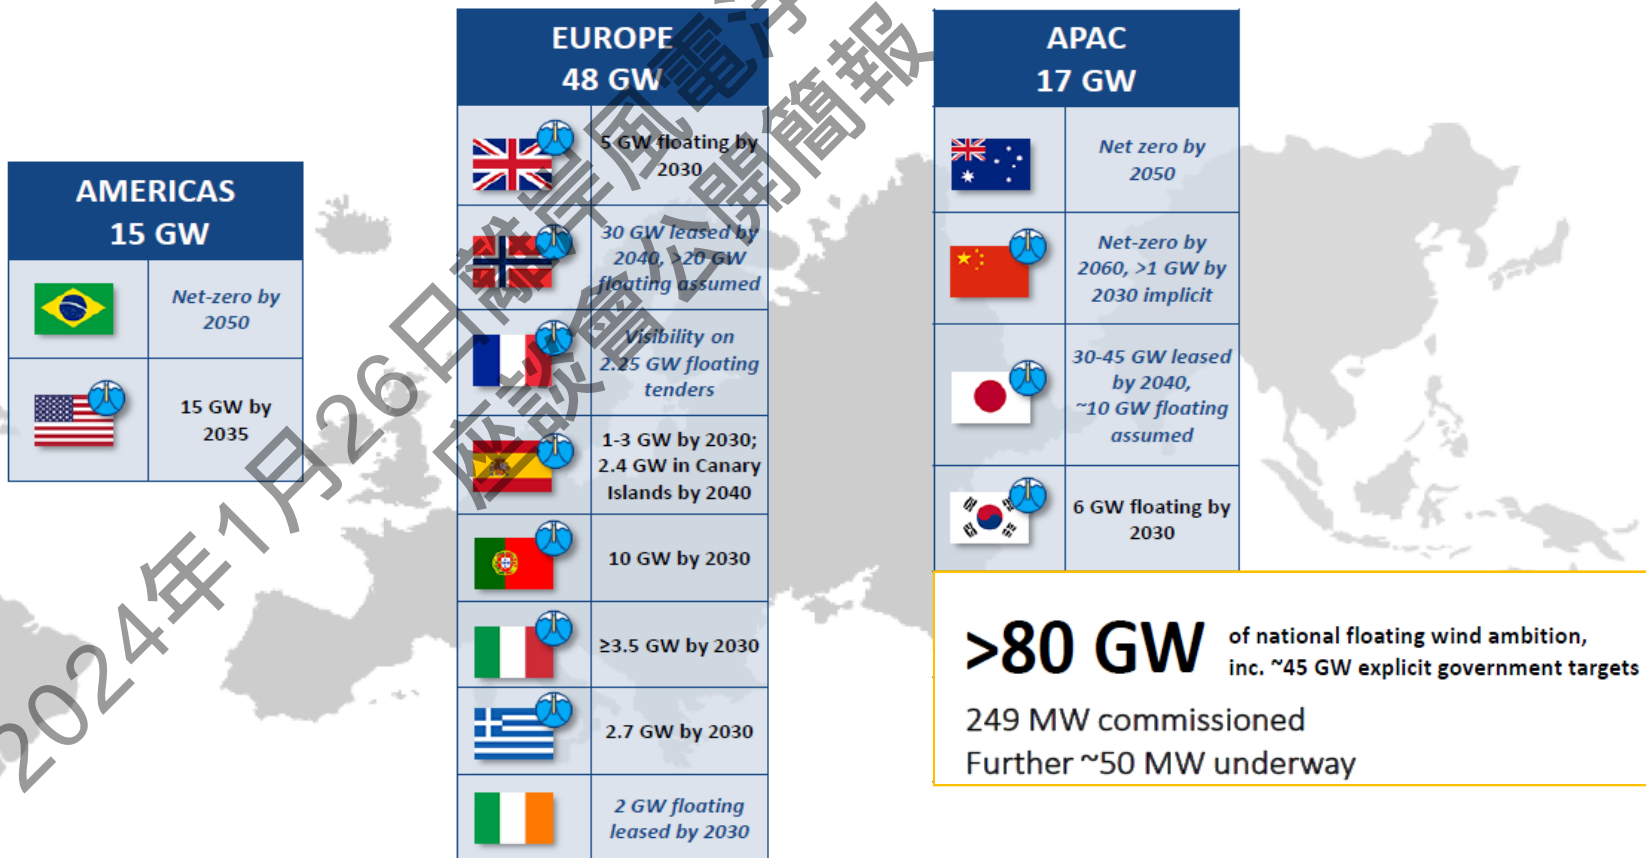 AMERICAS
15 GW
Net-zero by
2050
15 GW by
2035
EUROPE
48 GW
5 GW floating by
2030
30 GW leased by
2040, >20 GW
floating assumed
Visibility on
2.25 GW floating
tenders
1-3 GW by 2030;
2.4 GW in Canary
Islands by 2040
10 GW by 2030
≥3.5 GW by 2030
2.7 GW by 2030
2 GW floating
leased by 2030
APAC
17 GW
Net zero by
2050
Net-zero by
2060, >1 GW by
2030 implicit
30-45 GW leased
by 2040,
~10 GW floating
assumed
6 GW floating by
2030
>80 GW
of national floating wind ambition,
inc. ~45 GW explicit government targets
249 MW commissioned
Further ~50 MW underway
2024年1月26日離岸風電浮
座談會公開簡報